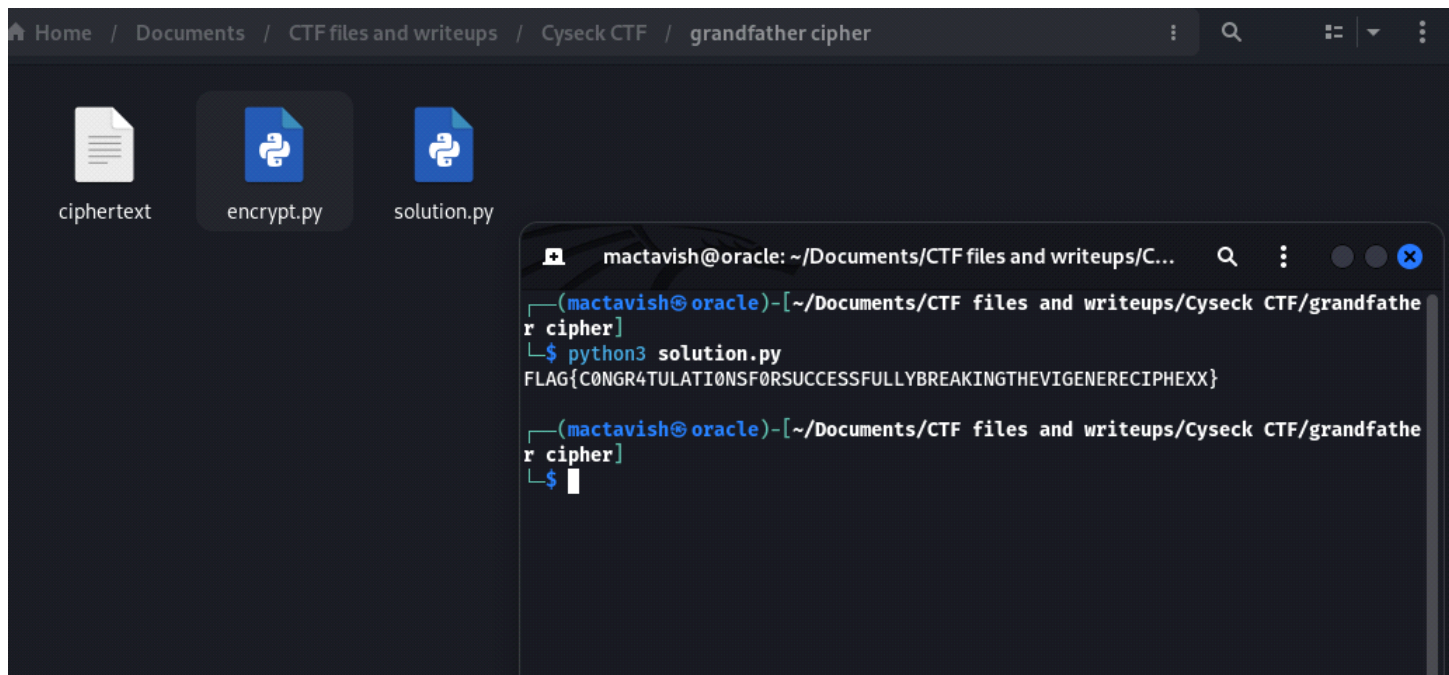 Home / Documents / CTF files and writeups / Cyseck CTF / grandfather cipher
ciphertext
encrypt.py
solution.py
mactavish@oracle: ~/Documents/CTF files and writeups/C...
┌──(mactavish㉿oracle)-[~/Documents/CTF files and writeups/Cyseck CTF/grandfathe
r cipher]
└─$ python3 solution.py
FLAG{C0NGR4TULATI0NSF0RSUCCESSFULLYBREAKINGTHEVIGENERECIPHEXX}
┌──(mactavish㉿oracle)-[~/Documents/CTF files and writeups/Cyseck CTF/grandfathe
r cipher]
└─$